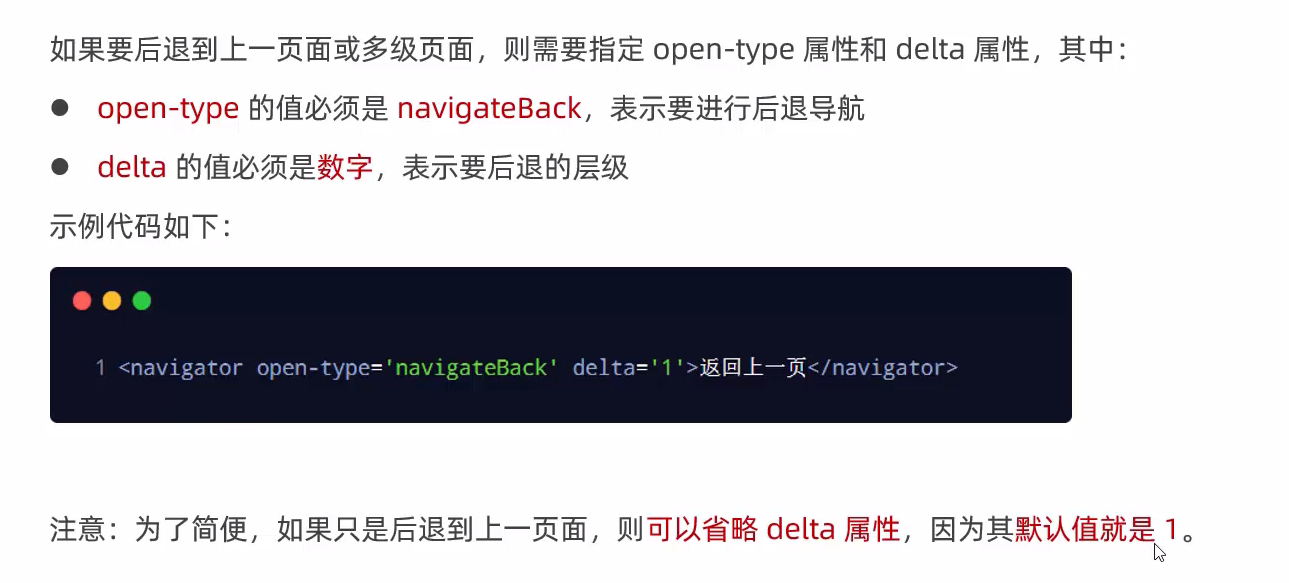 如果要后退到上一页面或多级页面，则需要指定 open-type 属性和 delta 属性，其中：
● open-type 的值必须是 navigateBack，表示要进行后退导航
● delta 的值必须是数字，表示要后退的层级
示例代码如下：
1 <navigator open-type='navigateBack' delta='1'>返回上一页</navigator>
注意：为了简便，如果只是后退到上一页面，则可以省略 delta 属性，因为其默认值就是 1。